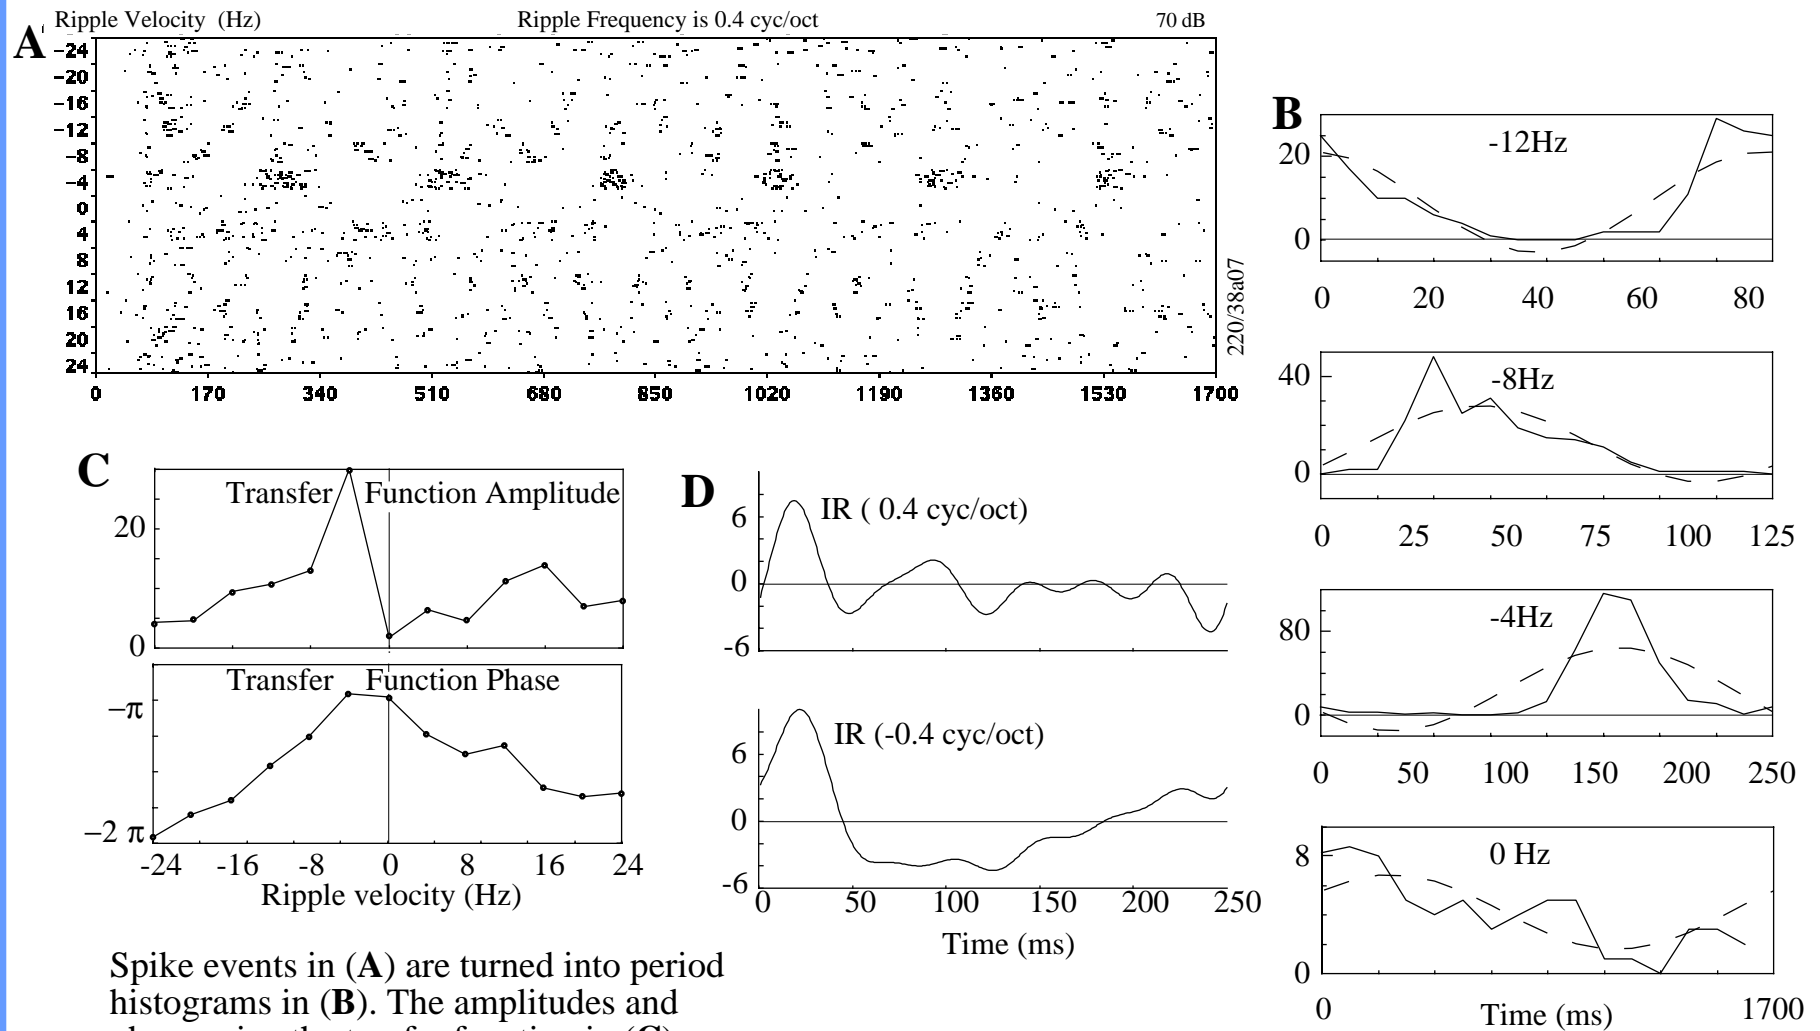 A
Ripple Velocity (Hz)
Ripple Frequency is 0.4 cyc/oct
70 dB
−24
−20
−16
−12
−8
−4
0
4
8
12
16
20
24
0 170 340 510 680 850 1020 1190 1360 1530 1700
220/38a07
B
-12Hz
20
0
0 20 40 60 80
-8Hz
40
0
0 25 50 75 100 125
-4Hz
80
0
0 50 100 150 200 250
0 Hz
8
0
0 Time (ms) 1700
C
Transfer Function Amplitude
20
0
Transfer Function Phase
−π
−2 π
-24 -16 -8 0 8 16 24
Ripple velocity (Hz)
D
IR ( 0.4 cyc/oct)
6
0
-6
IR (-0.4 cyc/oct)
6
0
-6
0 50 100 150 200 250
Time (ms)
Spike events in (A) are turned into period
histograms in (B). The amplitudes and